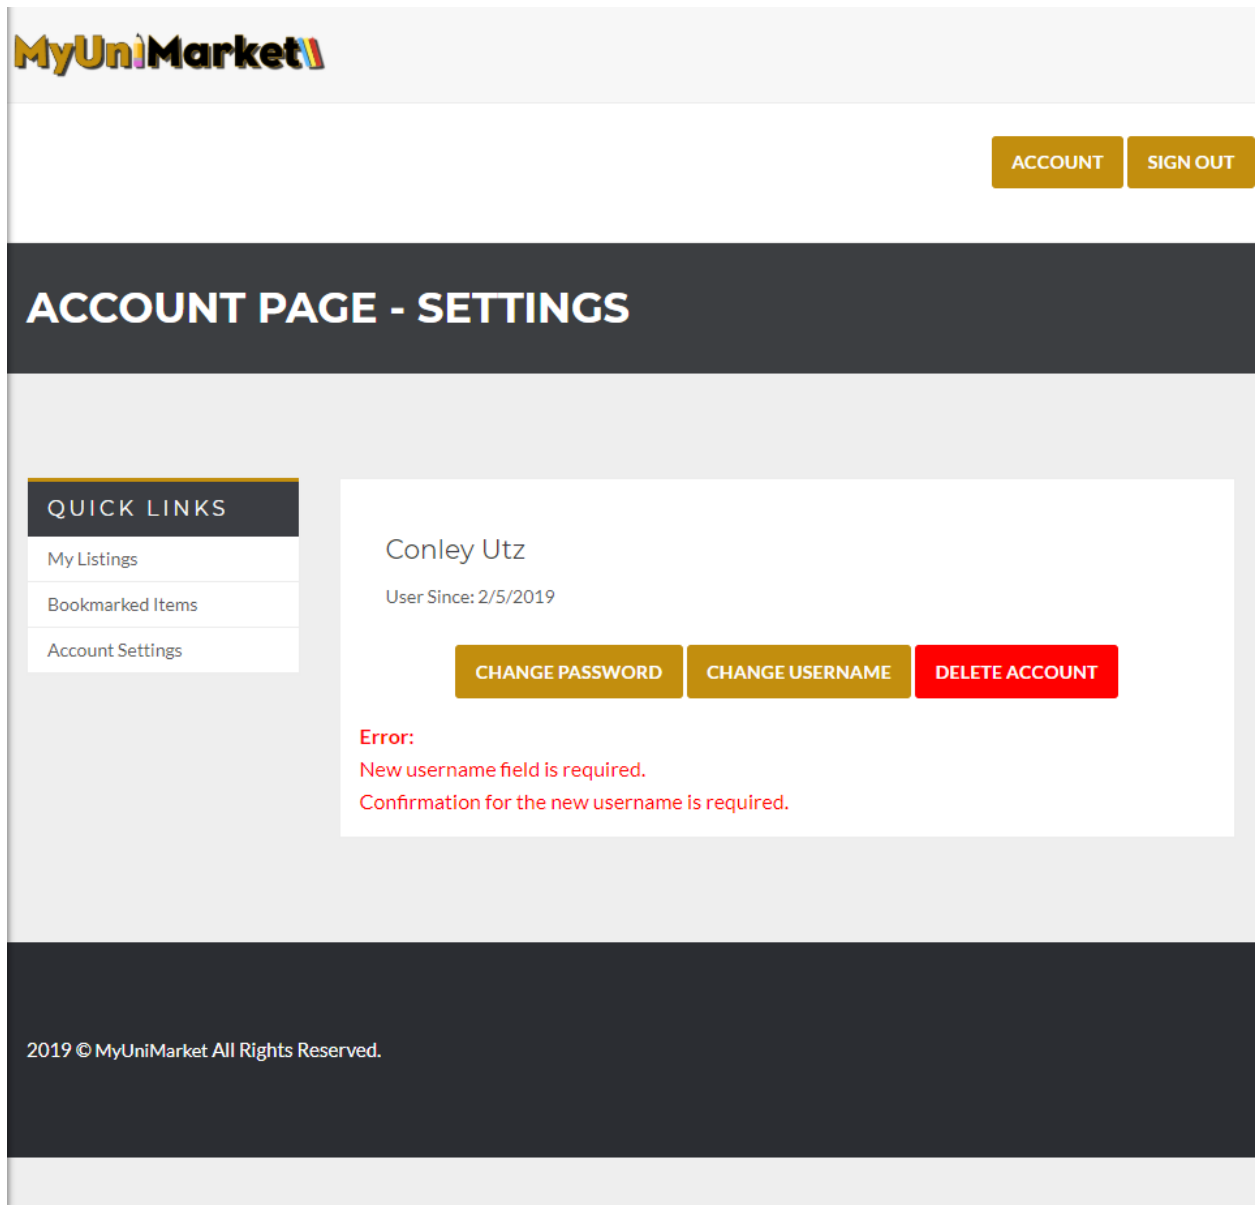 MyUniMarket
ACCOUNT SIGN OUT
ACCOUNT PAGE - SETTINGS
QUICK LINKS
My Listings
Bookmarked Items
Account Settings
Conley Utz
User Since: 2/5/2019
CHANGE PASSWORD CHANGE USERNAME DELETE ACCOUNT
Error:
New username field is required.
Confirmation for the new username is required.
2019 © MyUniMarket All Rights Reserved.